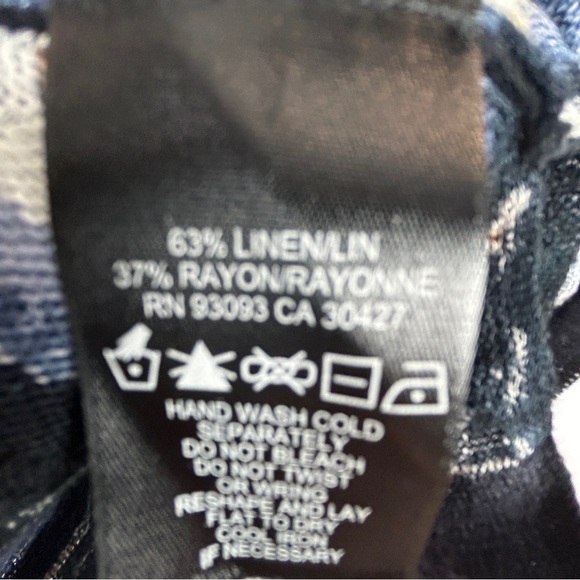 63% LINEN/LIN
37% RAYON/RAYONNE
RN 93093 CA 30427
HAND WASH COLD
SEPARATELY
DO NOT BLEACH
DO NOT TWIST
OR WRING
RESHAPE AND LAY
FLAT TO DRY
COOL IRON
IF NECESSARY